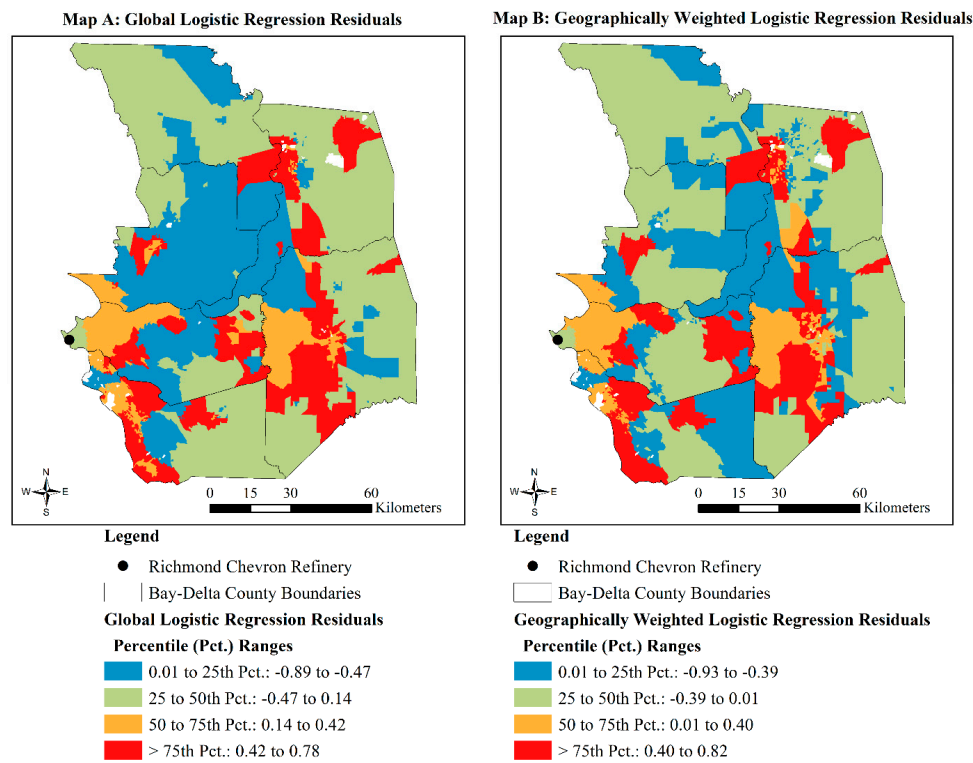 Map A: Global Logistic Regression Residuals
Map B: Geographically Weighted Logistic Regression Residuals
N
W E
S
0 15 30 60
Kilometers
N
W E
S
0 15 30 60
Kilometers
Legend
Richmond Chevron Refinery
Bay-Delta County Boundaries
Global Logistic Regression Residuals
Percentile (Pct.) Ranges
0.01 to 25th Pct.: -0.89 to -0.47
25 to 50th Pct.: -0.47 to 0.14
50 to 75th Pct.: 0.14 to 0.42
> 75th Pct.: 0.42 to 0.78
Legend
Richmond Chevron Refinery
Bay-Delta County Boundaries
Geographically Weighted Logistic Regression Residuals
Percentile (Pct.) Ranges
0.01 to 25th Pct.: -0.93 to -0.39
25 to 50th Pct.: -0.39 to 0.01
50 to 75th Pct.: 0.01 to 0.40
> 75th Pct.: 0.40 to 0.82